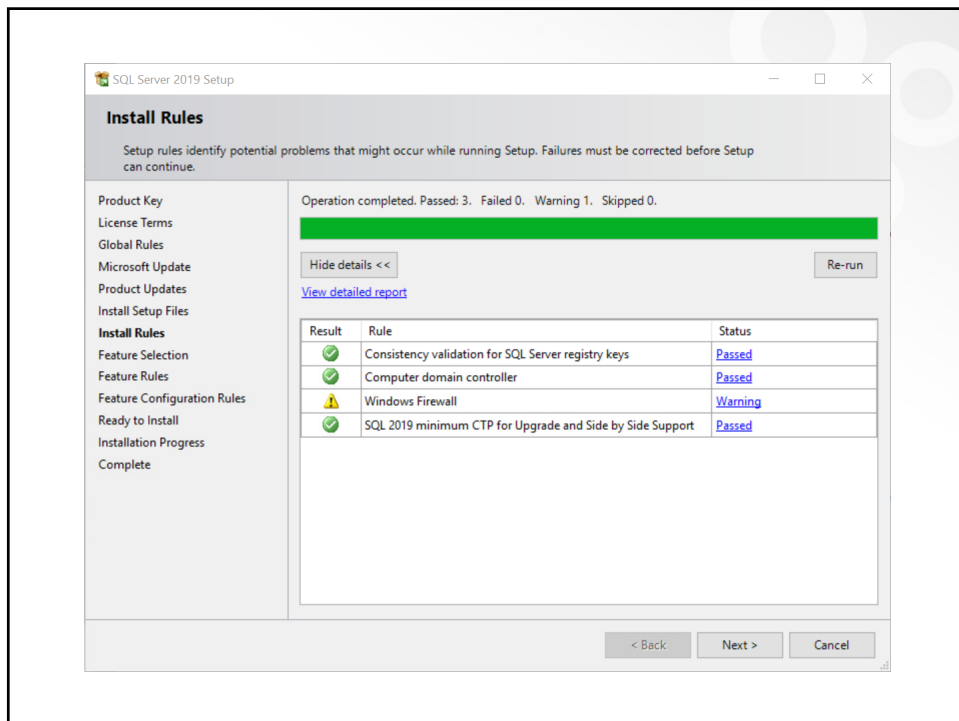 SQL Server 2019 Setup
Install Rules
Setup rules identify potential problems that might occur while running Setup. Failures must be corrected before Setup
can continue.
Product Key
License Terms
Global Rules
Microsoft Update
Product Updates
Install Setup Files
Install Rules
Feature Selection
Feature Rules
Feature Configuration Rules
Ready to Install
Installation Progress
Complete
Operation completed. Passed: 3. Failed 0. Warning 1. Skipped 0.
Hide details << Re-run
View detailed report
Result Rule Status
Consistency validation for SQL Server registry keys Passed
Computer domain controller Passed
Windows Firewall Warning
SQL 2019 minimum CTP for Upgrade and Side by Side Support Passed
< Back Next > Cancel